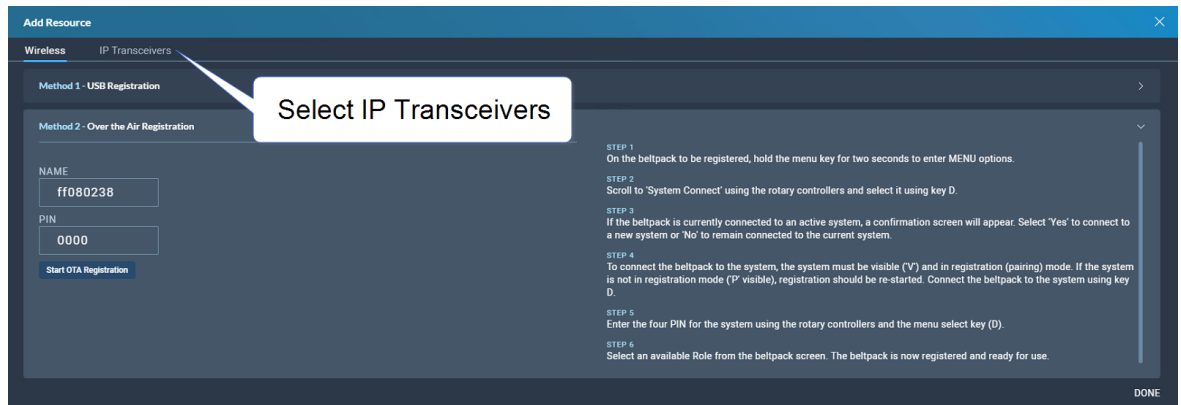 Add Resource
Wireless
IP Transceivers
Method 1 - USB Registration
Select IP Transceivers
Method 2 - Over the Air Registration
NAME
ff080238
PIN
0000
Start OTA Registration
STEP 1
On the beltpack to be registered, hold the menu key for two seconds to enter MENU options.
STEP 2
Scroll to 'System Connect' using the rotary controllers and select it using key D.
STEP 3
If the beltpack is currently connected to an active system, a confirmation screen will appear. Select 'Yes' to connect to
a new system or 'No' to remain connected to the current system.
STEP 4
To connect the beltpack to the system, the system must be visible ('V') and in registration (pairing) mode. If the system
is not in registration mode ('P' visible), registration should be re-started. Connect the beltpack to the system using key
D.
STEP 5
Enter the four PIN for the system using the rotary controllers and the menu select key (D).
STEP 6
Select an available Role from the beltpack screen. The beltpack is now registered and ready for use.
DONE